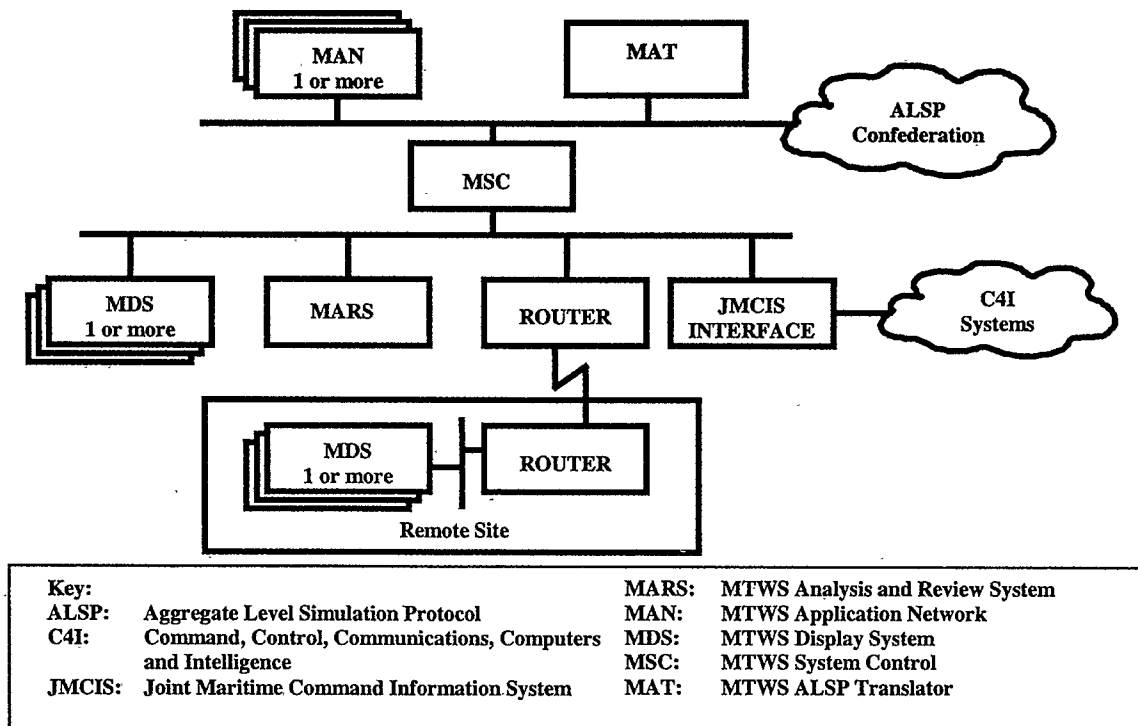 MAN
1 or more
MAT
ALSP
Confederation
MSC
MDS
1 or more
MARS
ROUTER
JMCIS
INTERFACE
C4I
Systems
MDS
1 or more
ROUTER
Remote Site
Key:
ALSP: Aggregate Level Simulation Protocol
C4I: Command, Control, Communications, Computers
and Intelligence
JMCIS: Joint Maritime Command Information System
MARS: MTWS Analysis and Review System
MAN: MTWS Application Network
MDS: MTWS Display System
MSC: MTWS System Control
MAT: MTWS ALSP Translator